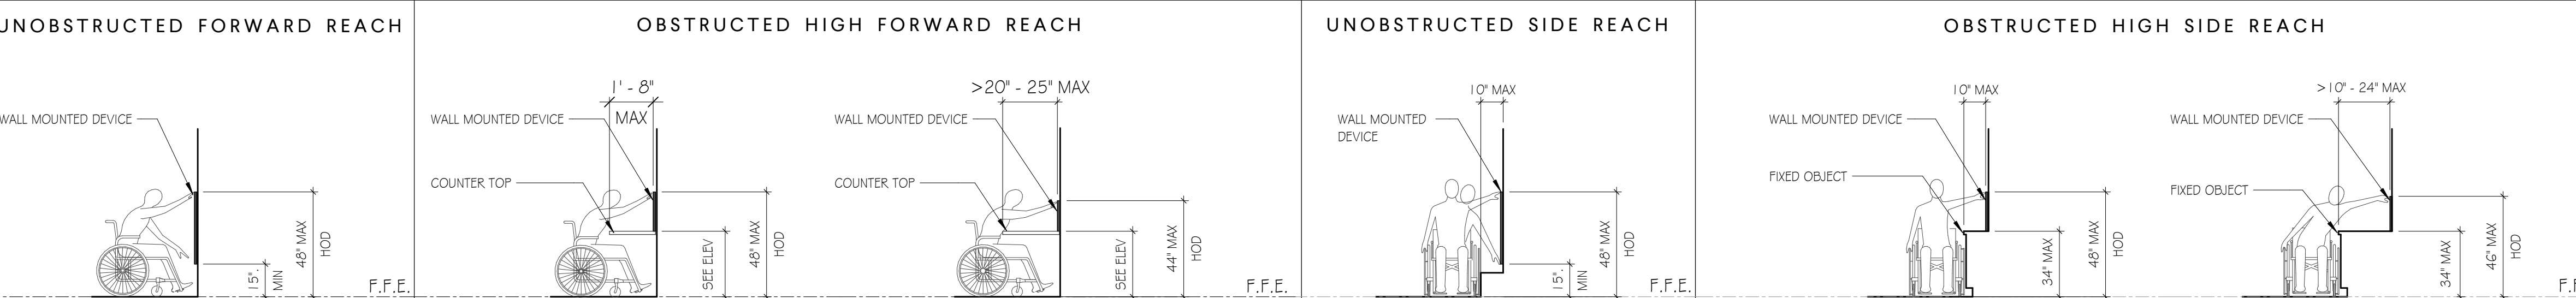 UNOBSTRUCTED FORWARD REACH
WALL MOUNTED DEVICE
48" MAX
HOD
15".
MIN
F.F.E.
OBSTRUCTED HIGH FORWARD REACH
1' - 8"
MAX
WALL MOUNTED DEVICE
COUNTER TOP
SEE ELEV
48" MAX
HOD
>20" - 25" MAX
WALL MOUNTED DEVICE
COUNTER TOP
SEE ELEV
44" MAX
HOD
F.F.E.
UNOBSTRUCTED SIDE REACH
10" MAX
WALL MOUNTED
DEVICE
48" MAX
HOD
15".
MIN
F.F.E.
OBSTRUCTED HIGH SIDE REACH
10" MAX
WALL MOUNTED DEVICE
FIXED OBJECT
34" MAX
48" MAX
HOD
>10" - 24" MAX
WALL MOUNTED DEVICE
FIXED OBJECT
34" MAX
46" MAX
HOD